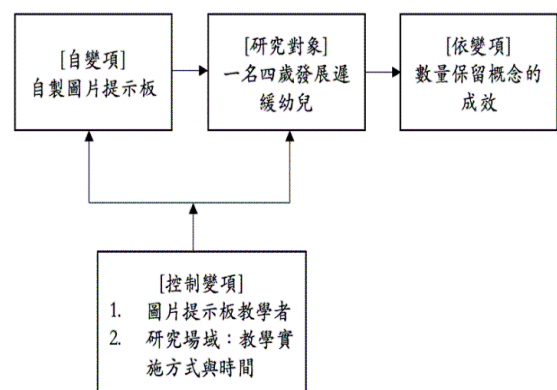 [自變項]
自製圖片提示板
[研究對象]
一名四歲發展遲
緩幼兒
[依變項]
數量保留概念的
成效
[控制變項]
1. 圖片提示板教學者
2. 研究場域：教學實
施方式與時間